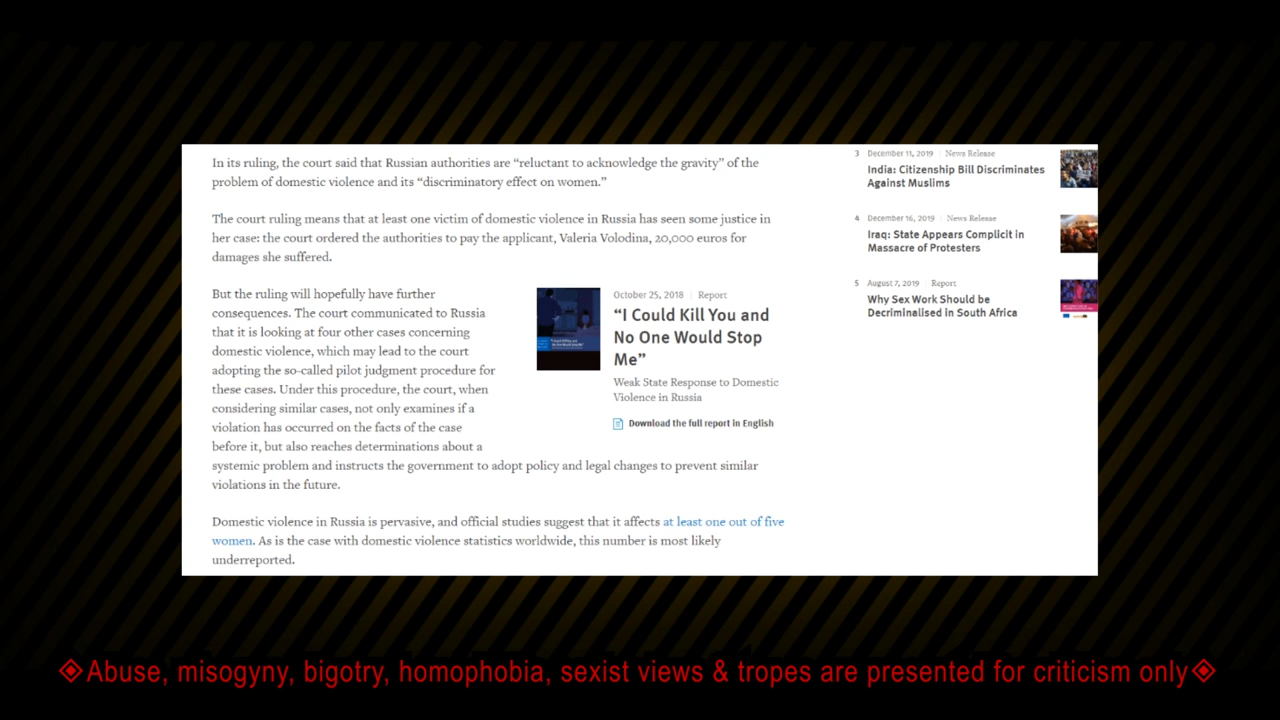 In its ruling, the court said that Russian authorities are “reluctant to acknowledge the gravity” of the
problem of domestic violence and its “discriminatory effect on women.”
The court ruling means that at least one victim of domestic violence in Russia has seen some justice in
her case: the court ordered the authorities to pay the applicant, Valeria Volodina, 20,000 euros for
damages she suffered.
But the ruling will hopefully have further
consequences. The court communicated to Russia
that it is looking at four other cases concerning
domestic violence, which may lead to the court
adopting the so-called pilot judgment procedure for
these cases. Under this procedure, the court, when
considering similar cases, not only examines if a
violation has occurred on the facts of the case
before it, but also reaches determinations about a
systemic problem and instructs the government to adopt policy and legal changes to prevent similar
violations in the future.
October 25, 2018 | Report
“I Could Kill You and
No One Would Stop
Me”
Weak State Response to Domestic
Violence in Russia
Download the full report in English
Domestic violence in Russia is pervasive, and official studies suggest that it affects at least one out of five
women. As is the case with domestic violence statistics worldwide, this number is most likely
underreported.
3 December 11, 2019 | News Release
India: Citizenship Bill Discriminates
Against Muslims
4 December 16, 2019 | News Release
Iraq: State Appears Complicit in
Massacre of Protesters
5 August 7, 2019 | Report
Why Sex Work Should be
Decriminalised in South Africa
Abuse, misogyny, bigotry, homophobia, sexist views & tropes are presented for criticism only